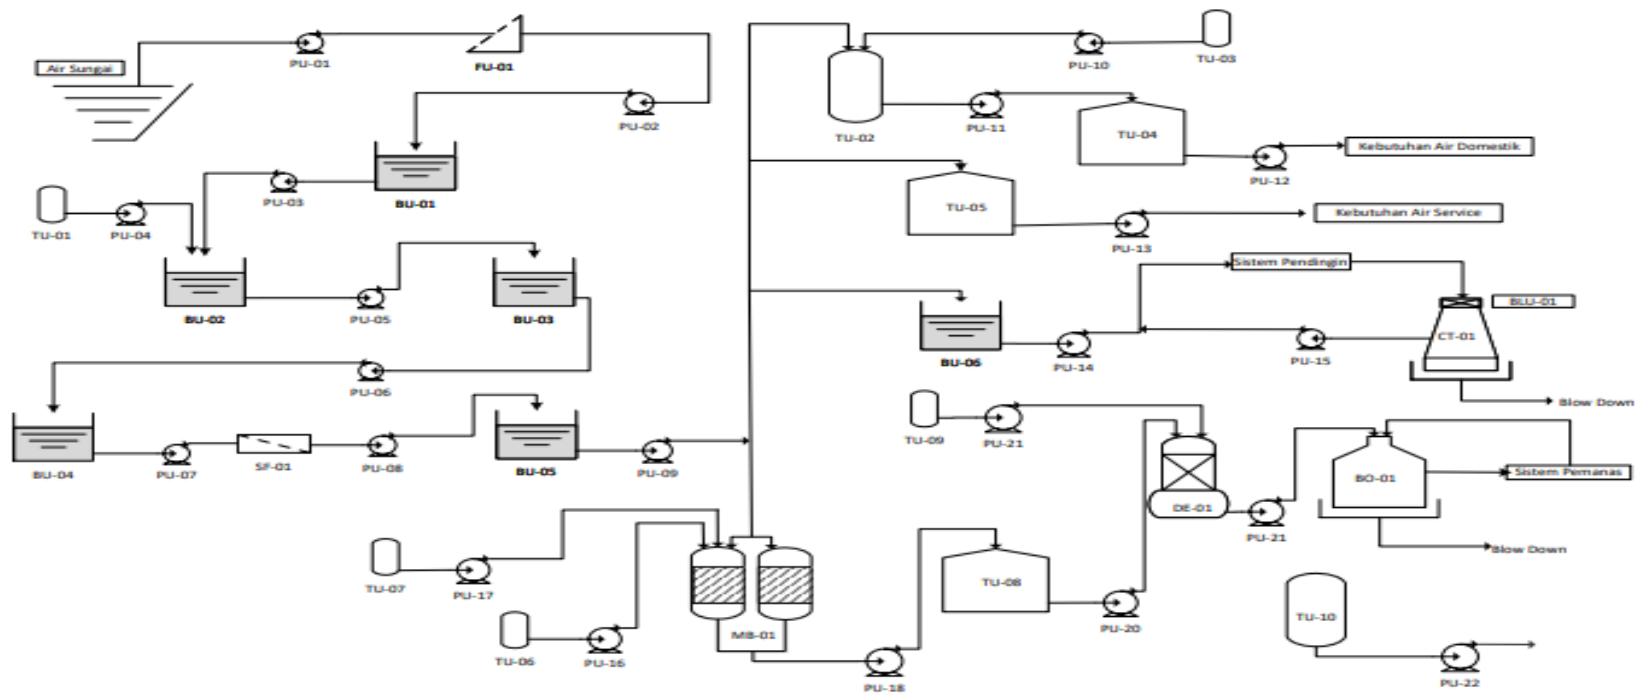 Air Sungai
PU-01
FU-01
PU-02
BU-01
PU-03
TU-01
PU-04
BU-02
PU-05
BU-03
PU-06
BU-04
PU-07
SF-01
PU-08
BU-05
PU-09
TU-02
PU-10
TU-03
PU-11
TU-04
PU-12
Kebutuhan Air Domestik
TU-05
PU-13
Kebutuhan Air Service
BU-06
PU-14
Sistem Pendingin
PU-15
CT-01
BLU-01
Blow Down
TU-09
PU-21
DE-01
PU-21
BO-01
Sistem Pemanas
Blow Down
TU-07
PU-17
TU-06
PU-16
MB-01
PU-18
TU-08
PU-20
TU-10
PU-22